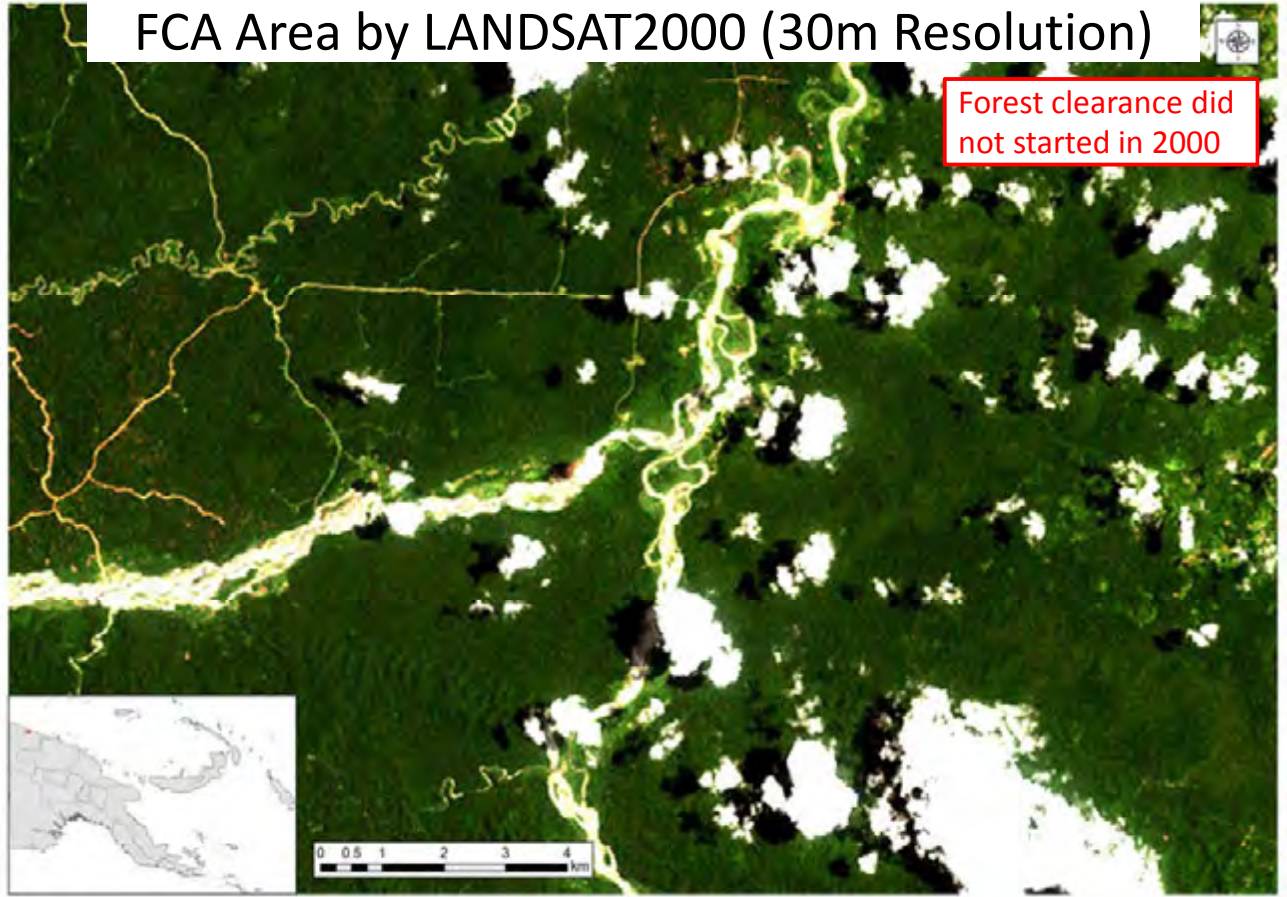 FCA Area by LANDSAT2000 (30m Resolution)
Forest clearance did
not started in 2000
0 0.5 1 2 3 4
km